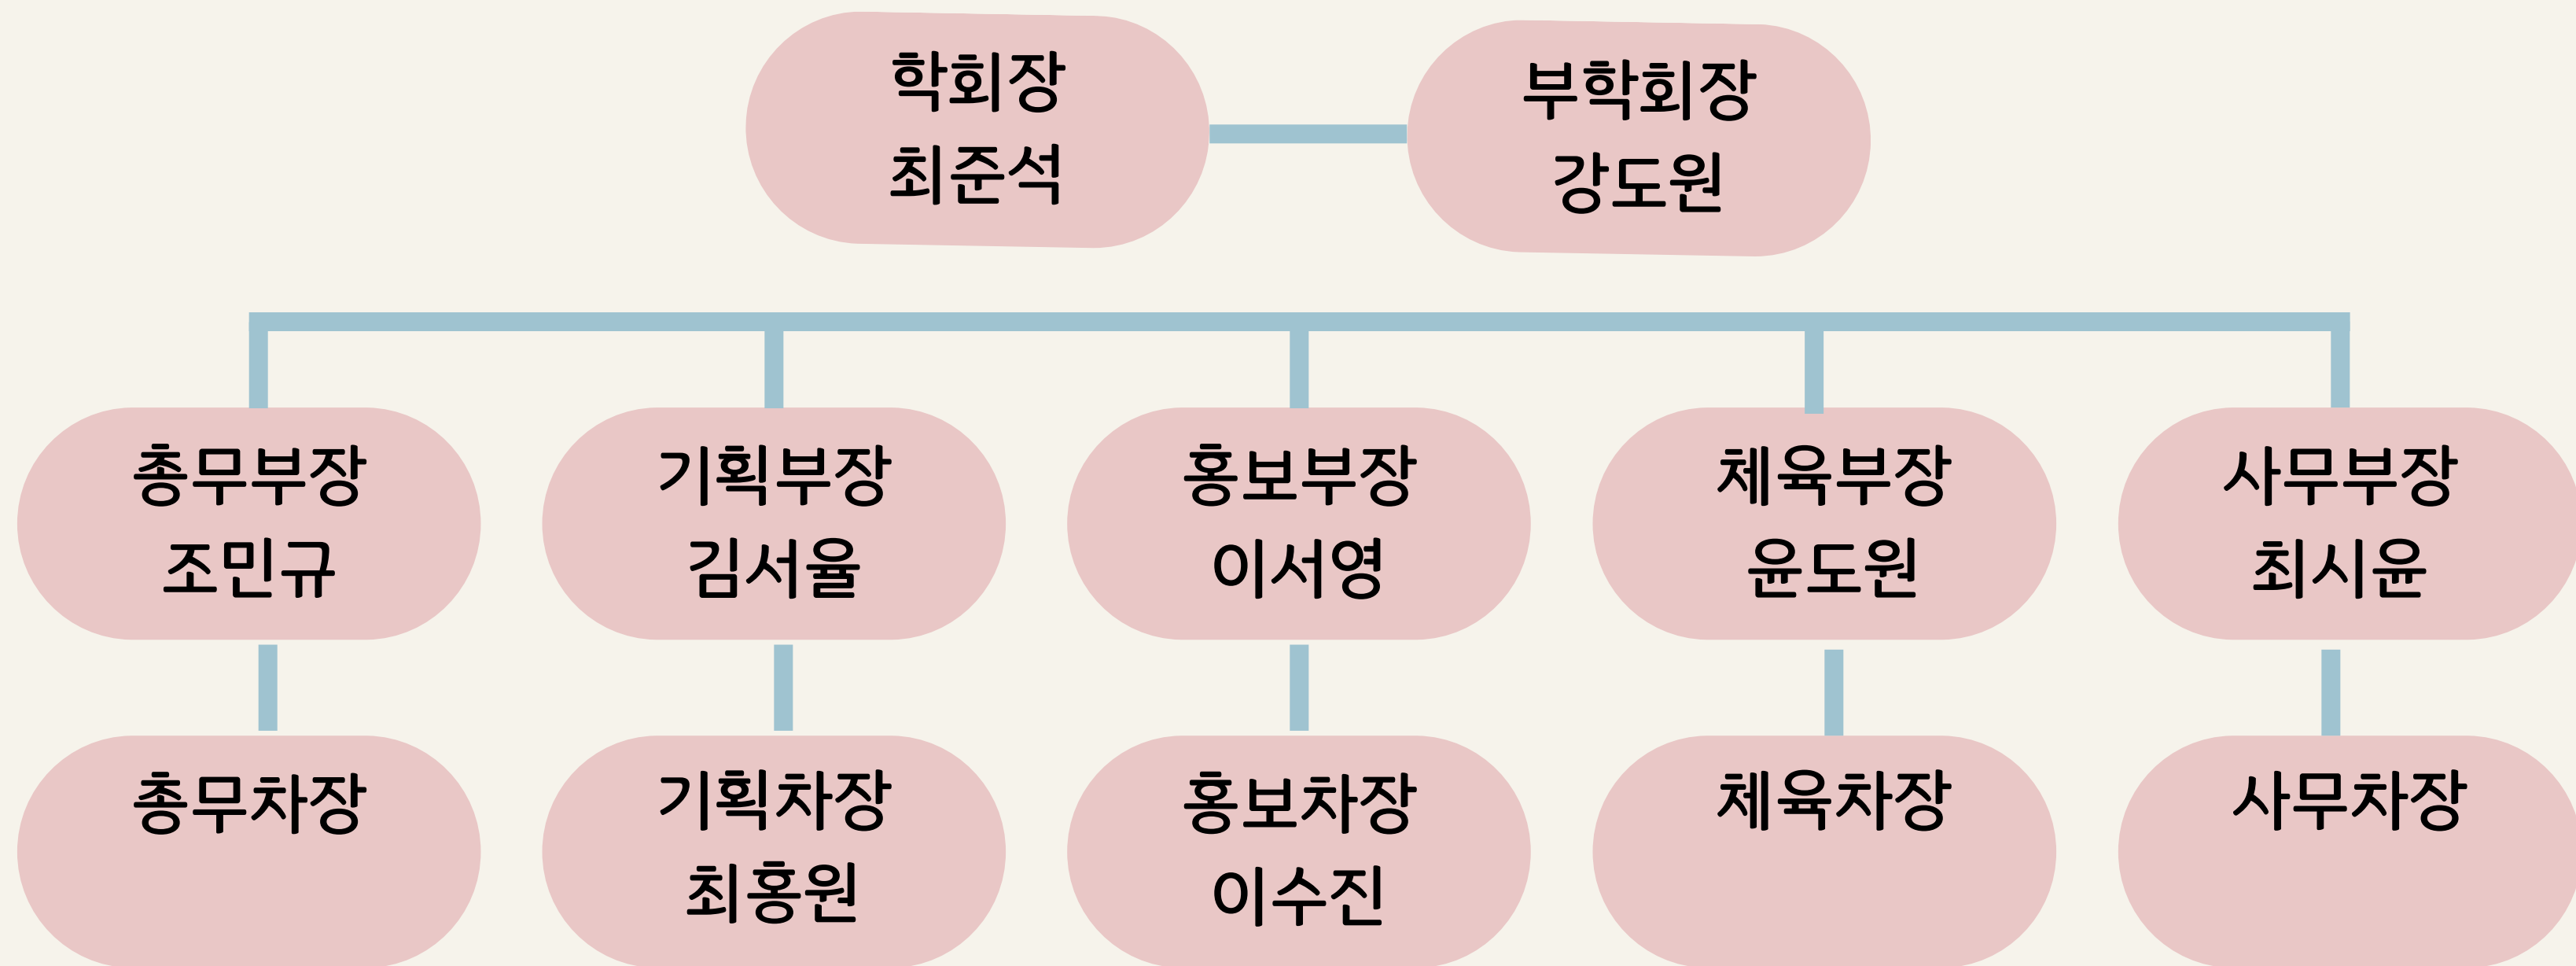 학회장
최준석
부학회장
강도원
총무부장
조민규
기획부장
김서율
홍보부장
이서영
체육부장
윤도원
사무부장
최시윤
총무차장
기획차장
최홍원
홍보차장
이수진
체육차장
사무차장